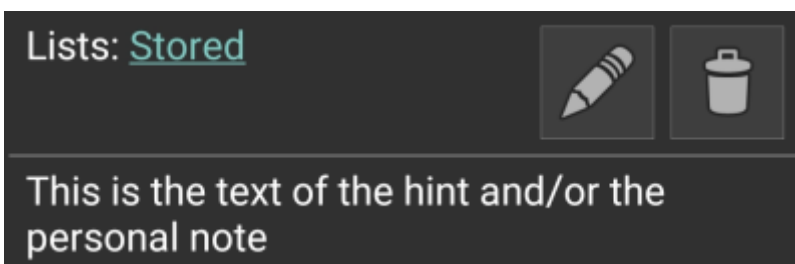 Lists: Stored
This is the text of the hint and/or the
personal note